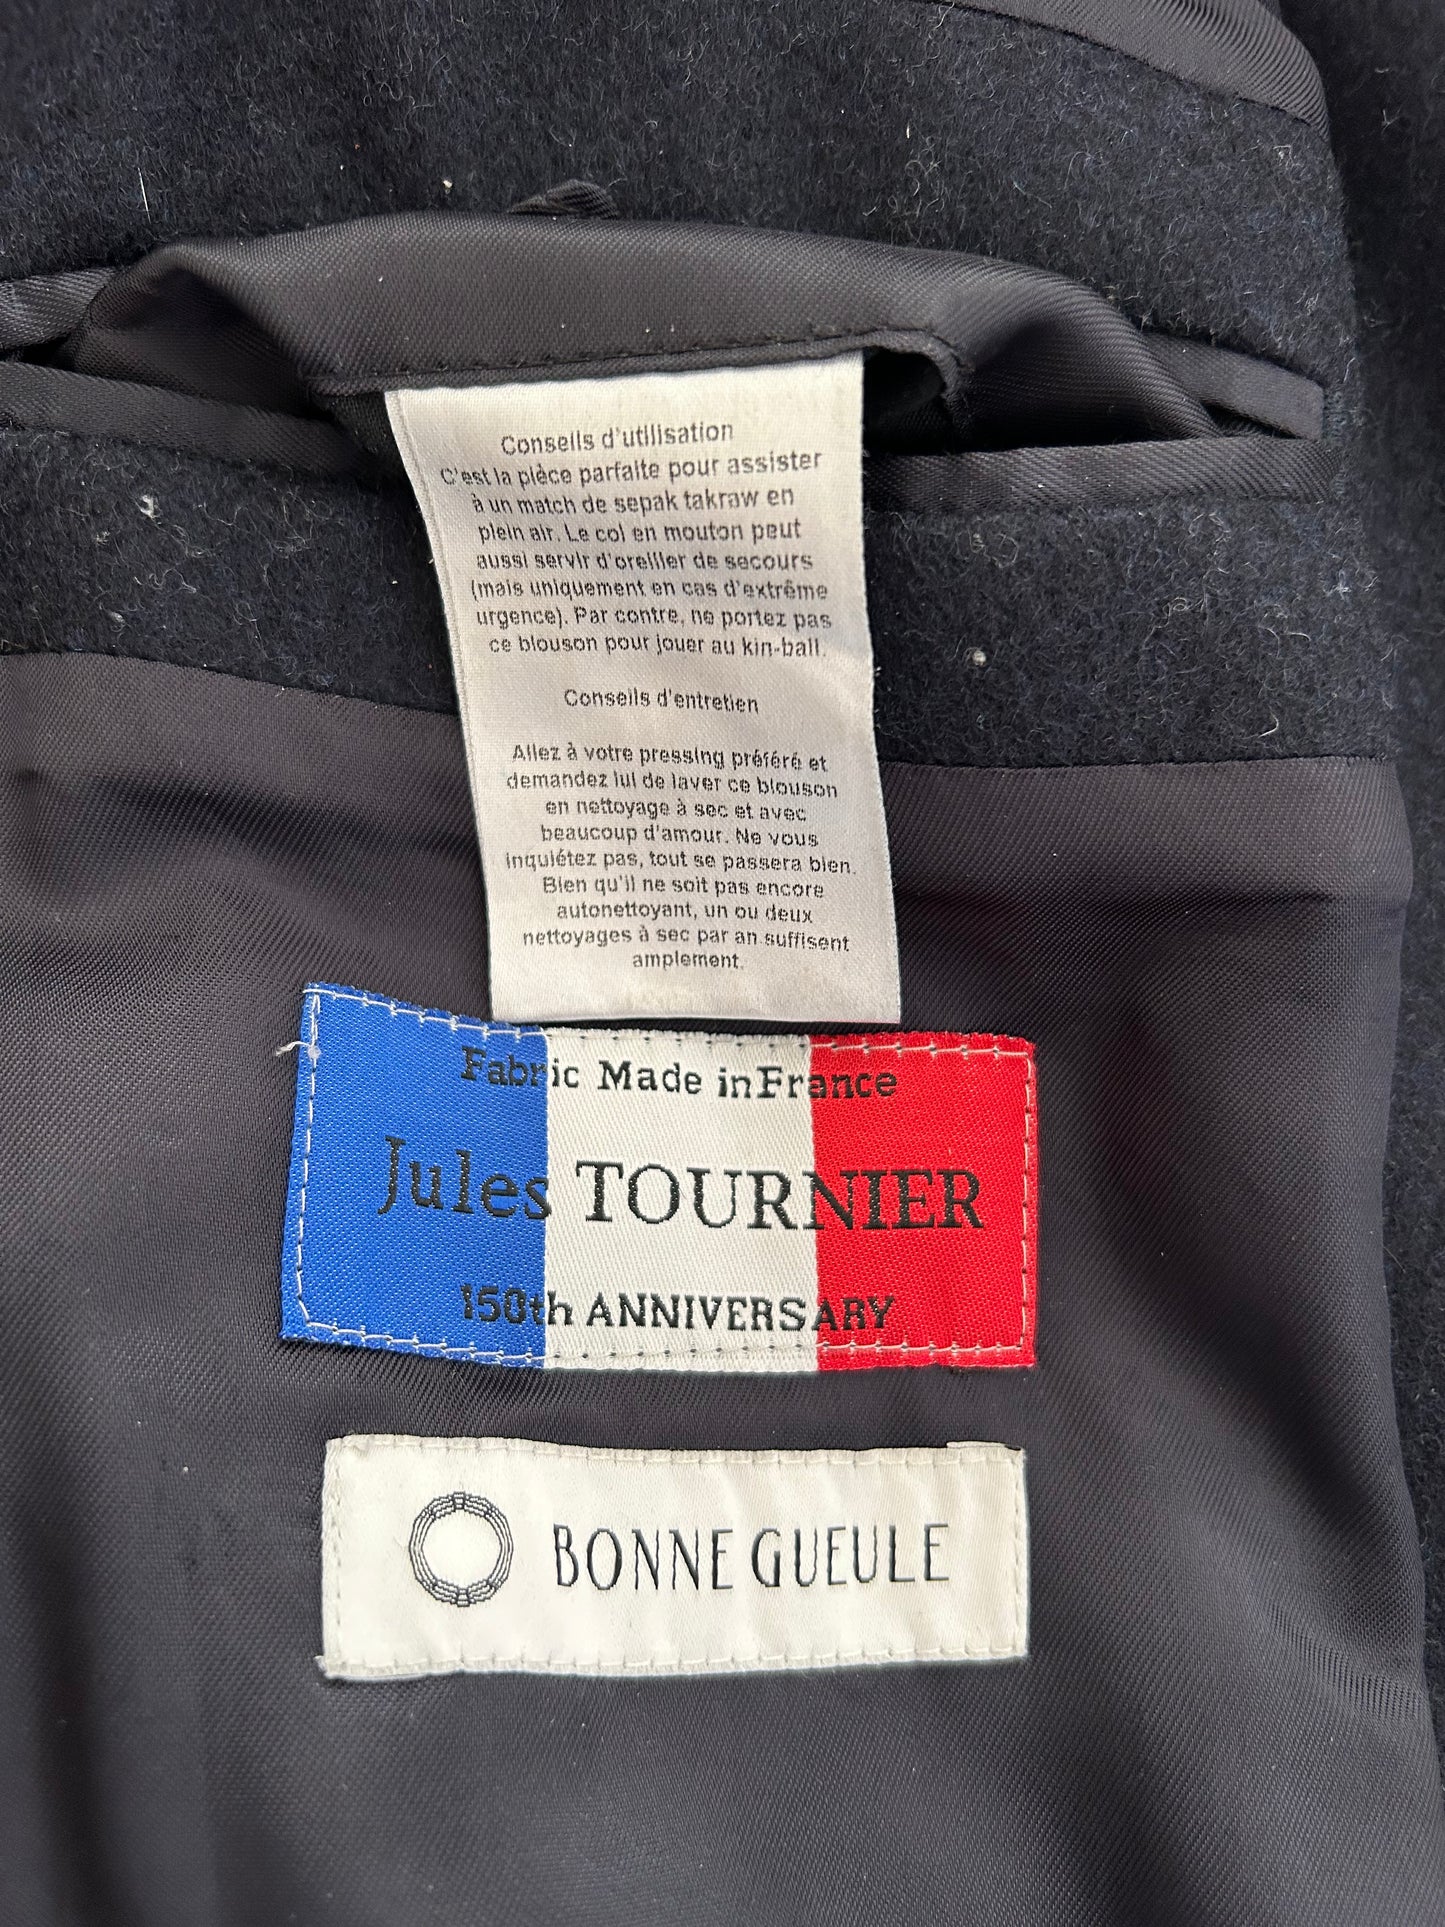 Conseils d'utilisation
C'est la pièce parfaite pour assister
à un match de sepak takraw en
plein air. Le col en mouton peut
aussi servir d'oreiller de secours
(mais uniquement en cas d'extrême
urgence). Par contre, ne portez pas
ce blouson pour jouer au kin-ball.
Conseils d'entretien
Allez à votre pressing préféré et
demandez lui de laver ce blouson
en nettoyage à sec et avec
beaucoup d'amour. Ne vous
inquiétez pas, tout se passera bien.
Bien qu'il ne soit pas encore
autonettoyant, un ou deux
nettoyages à sec par an suffisent
amplement.
Fabric Made in France
Jules TOURNIER
150th ANNIVERSARY
BONNE GUEULE